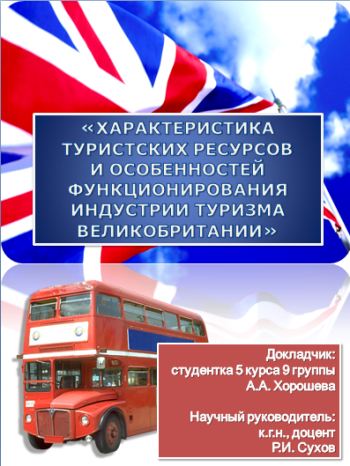 «ХАРАКТЕРИСТИКА
ТУРИСТСКИХ РЕСУРСОВ
И ОСОБЕННОСТЕЙ
ФУНКЦИОНИРОВАНИЯ
ИНДУСТРИИ ТУРИЗМА
ВЕЛИКОБРИТАНИИ»
Докладчик:
студентка 5 курса 9 группы
А.А. Хорошева
Научный руководитель:
к.г.н., доцент
Р.И. Сухов